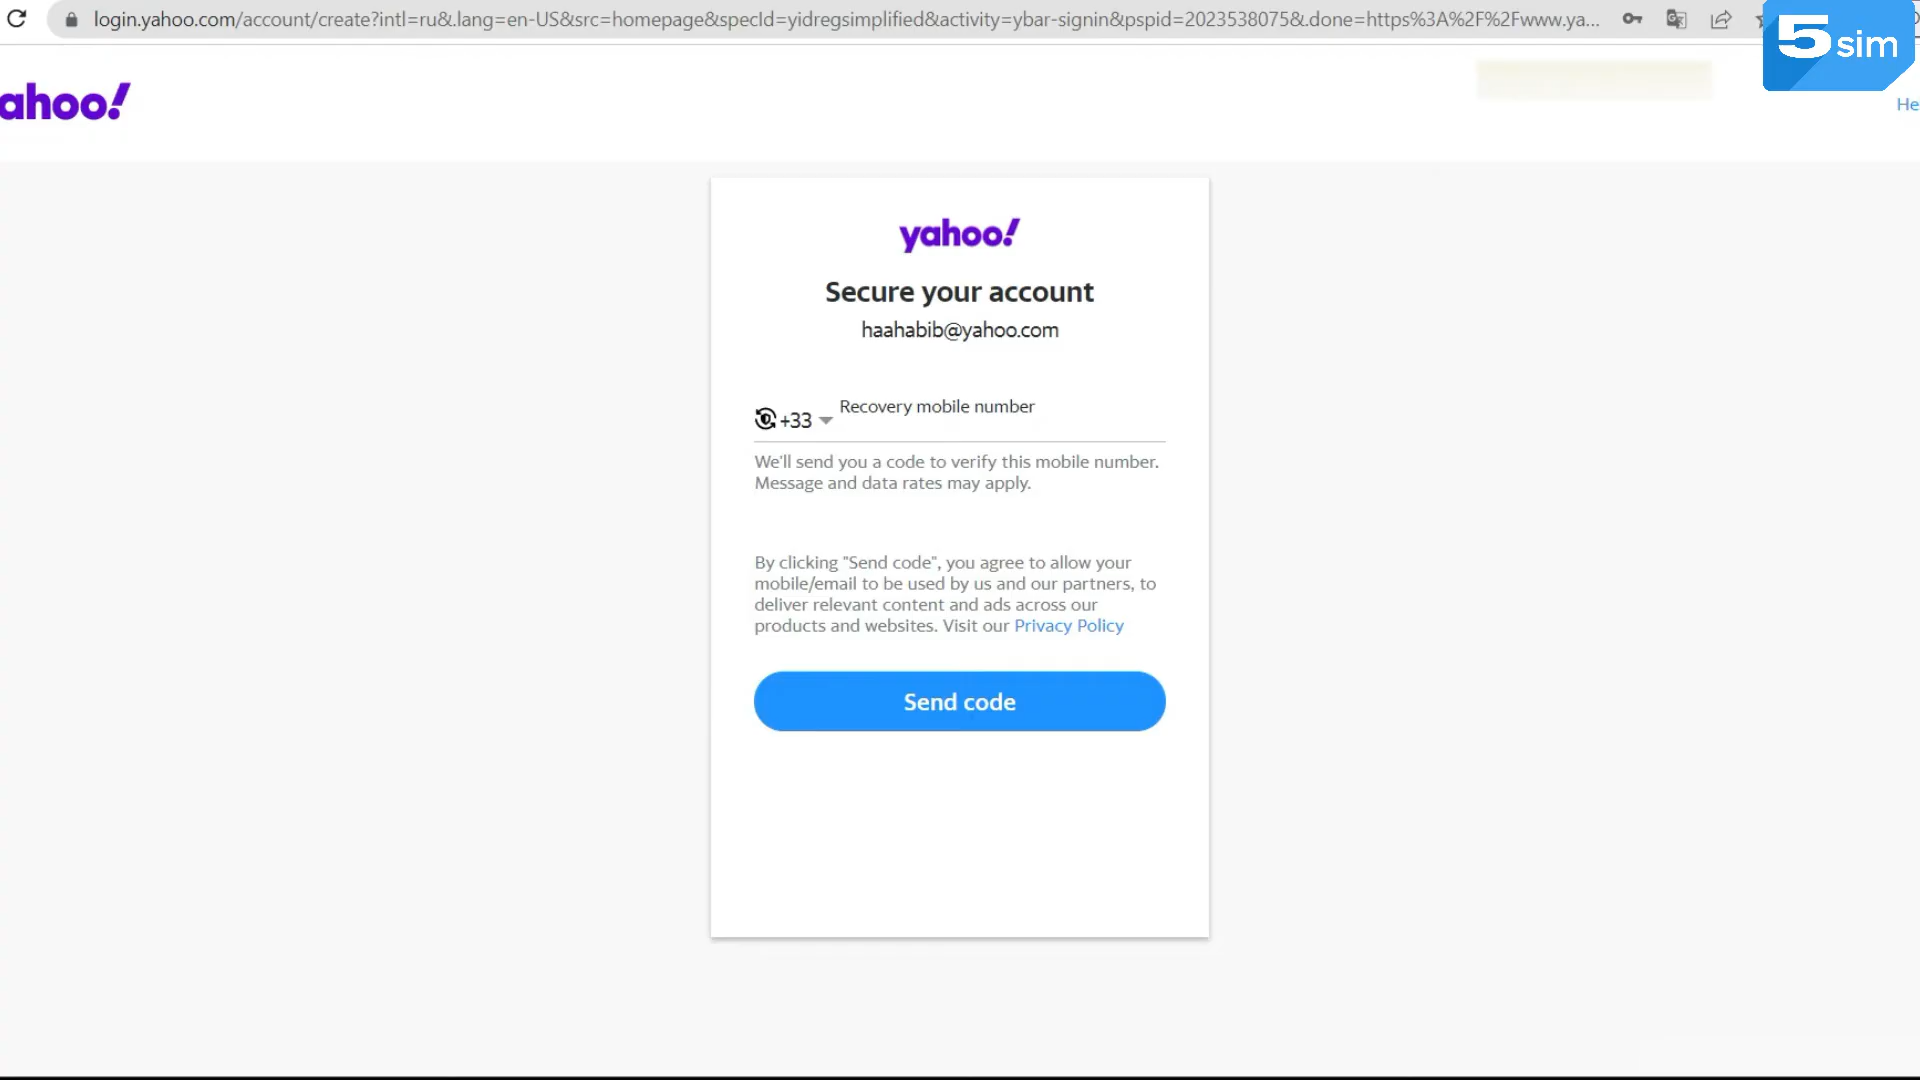 login.yahoo.com/account/create?intl=ru&.lang=en-US&src=homepage&specId=yidregsimplified&activity=ybar-signin&pspid=2023538075&.done=https%3A%2F%2Fwww.ya...
5sim
ahoo!
He
yahoo!
Secure your account
haahabib@yahoo.com
Recovery mobile number
+33
We'll send you a code to verify this mobile number.
Message and data rates may apply.
By clicking "Send code", you agree to allow your
mobile/email to be used by us and our partners, to
deliver relevant content and ads across our
products and websites. Visit our Privacy Policy
Send code